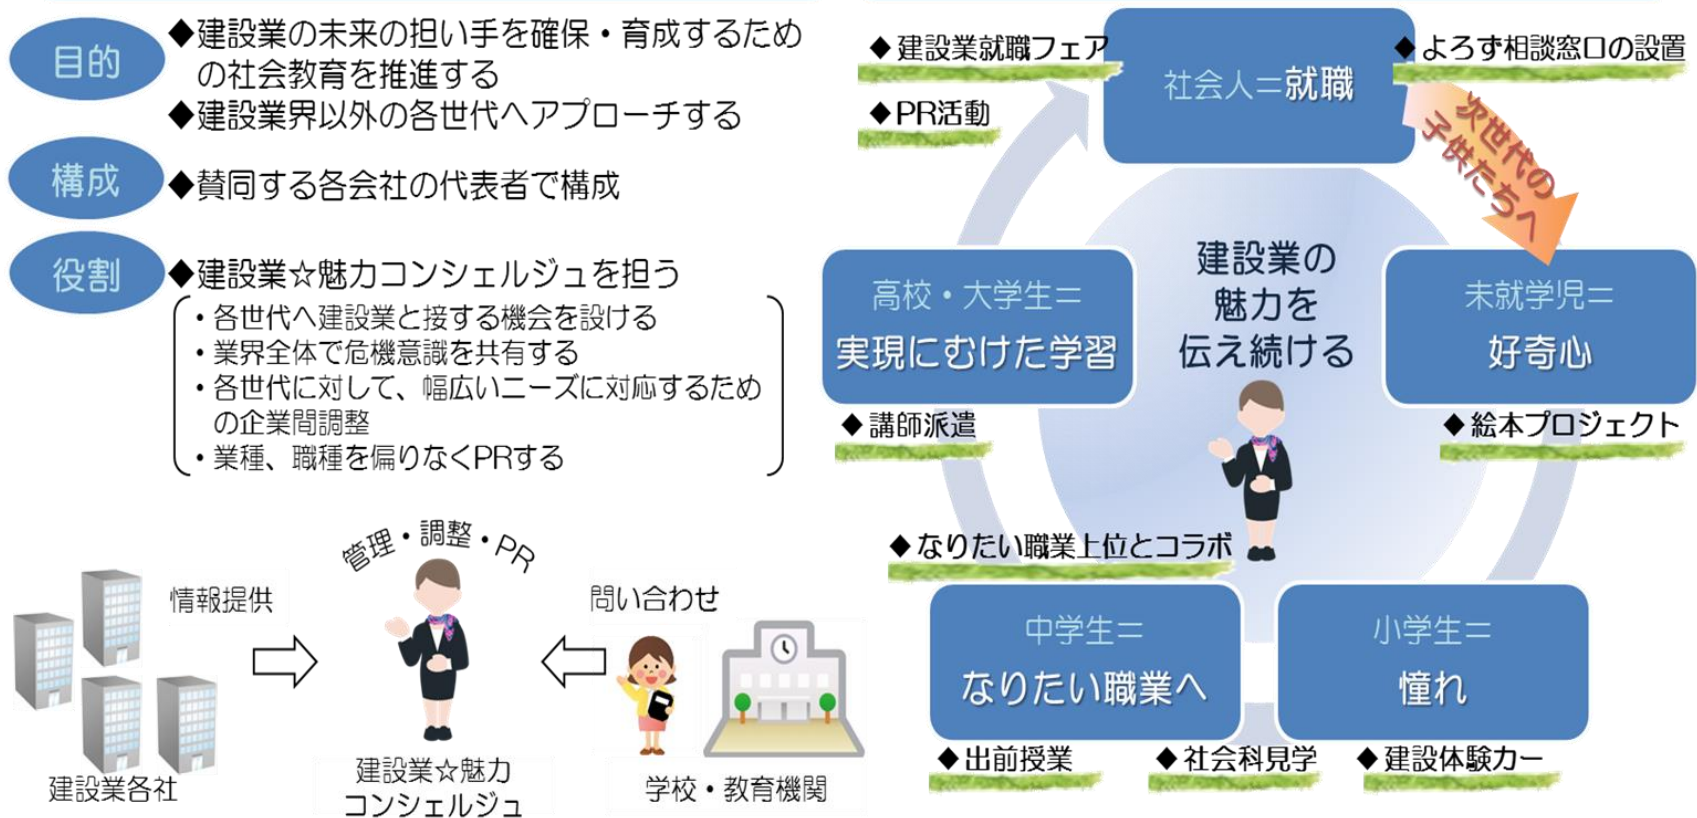 目的
◆建設業の未来の担い手を確保・育成するため
の社会教育を推進する
◆建設業界以外の各世代へアプローチする
構成
◆賛同する各会社の代表者で構成
役割
◆建設業☆魅力コンシェルジュを担う
・各世代へ建設業と接する機会を設ける
・業界全体で危機意識を共有する
・各世代に対して、幅広いニーズに対応するため
の企業間調整
・業種、職種を偏りなくPRする
管理・調整・PR
情報提供
問い合わせ
建設業各社
建設業☆魅力
コンシェルジュ
学校・教育機関
◆建設業就職フェア
◆PR活動
社会人＝就職
◆よろず相談窓口の設置
次世代の
子供たちへ
建設業の
魅力を
伝え続ける
高校・大学生＝
実現にむけた学習
◆講師派遣
未就学児＝
好奇心
◆絵本プロジェクト
◆なりたい職業上位とコラボ
中学生＝
なりたい職業へ
◆出前授業
◆社会科見学
小学生＝
憧れ
◆建設体験カー